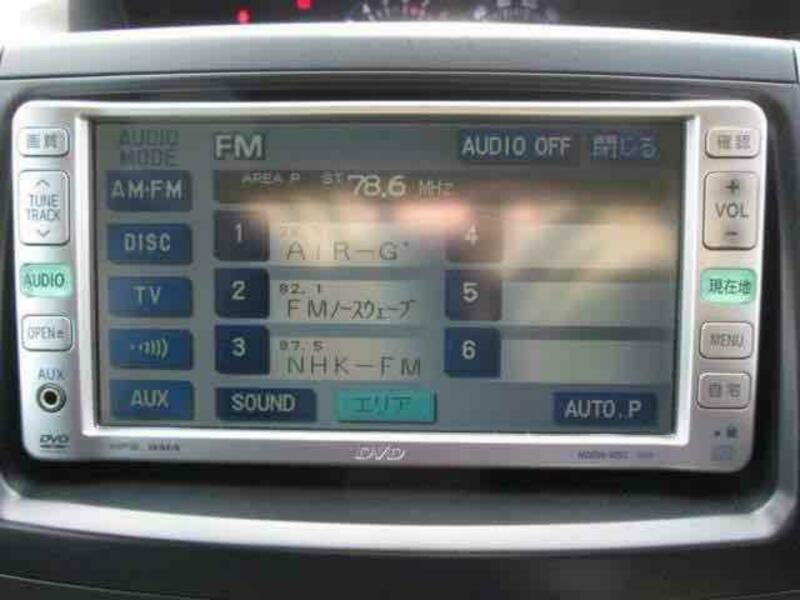 画質
AUDIO MODE
FM
AUDIO OFF
閉じる
確認
TUNE TRACK
AM・FM
AREA P ST 78.6 MHz
+ VOL -
DISC
1
AIR-G'
4
AUDIO
TV
2
82.1
FMノースウェーブ
5
現在地
OPEN
3
87.5
NHK-FM
6
MENU
AUX
AUX
SOUND
エリア
AUTO.P
自宅
DVD
DVD